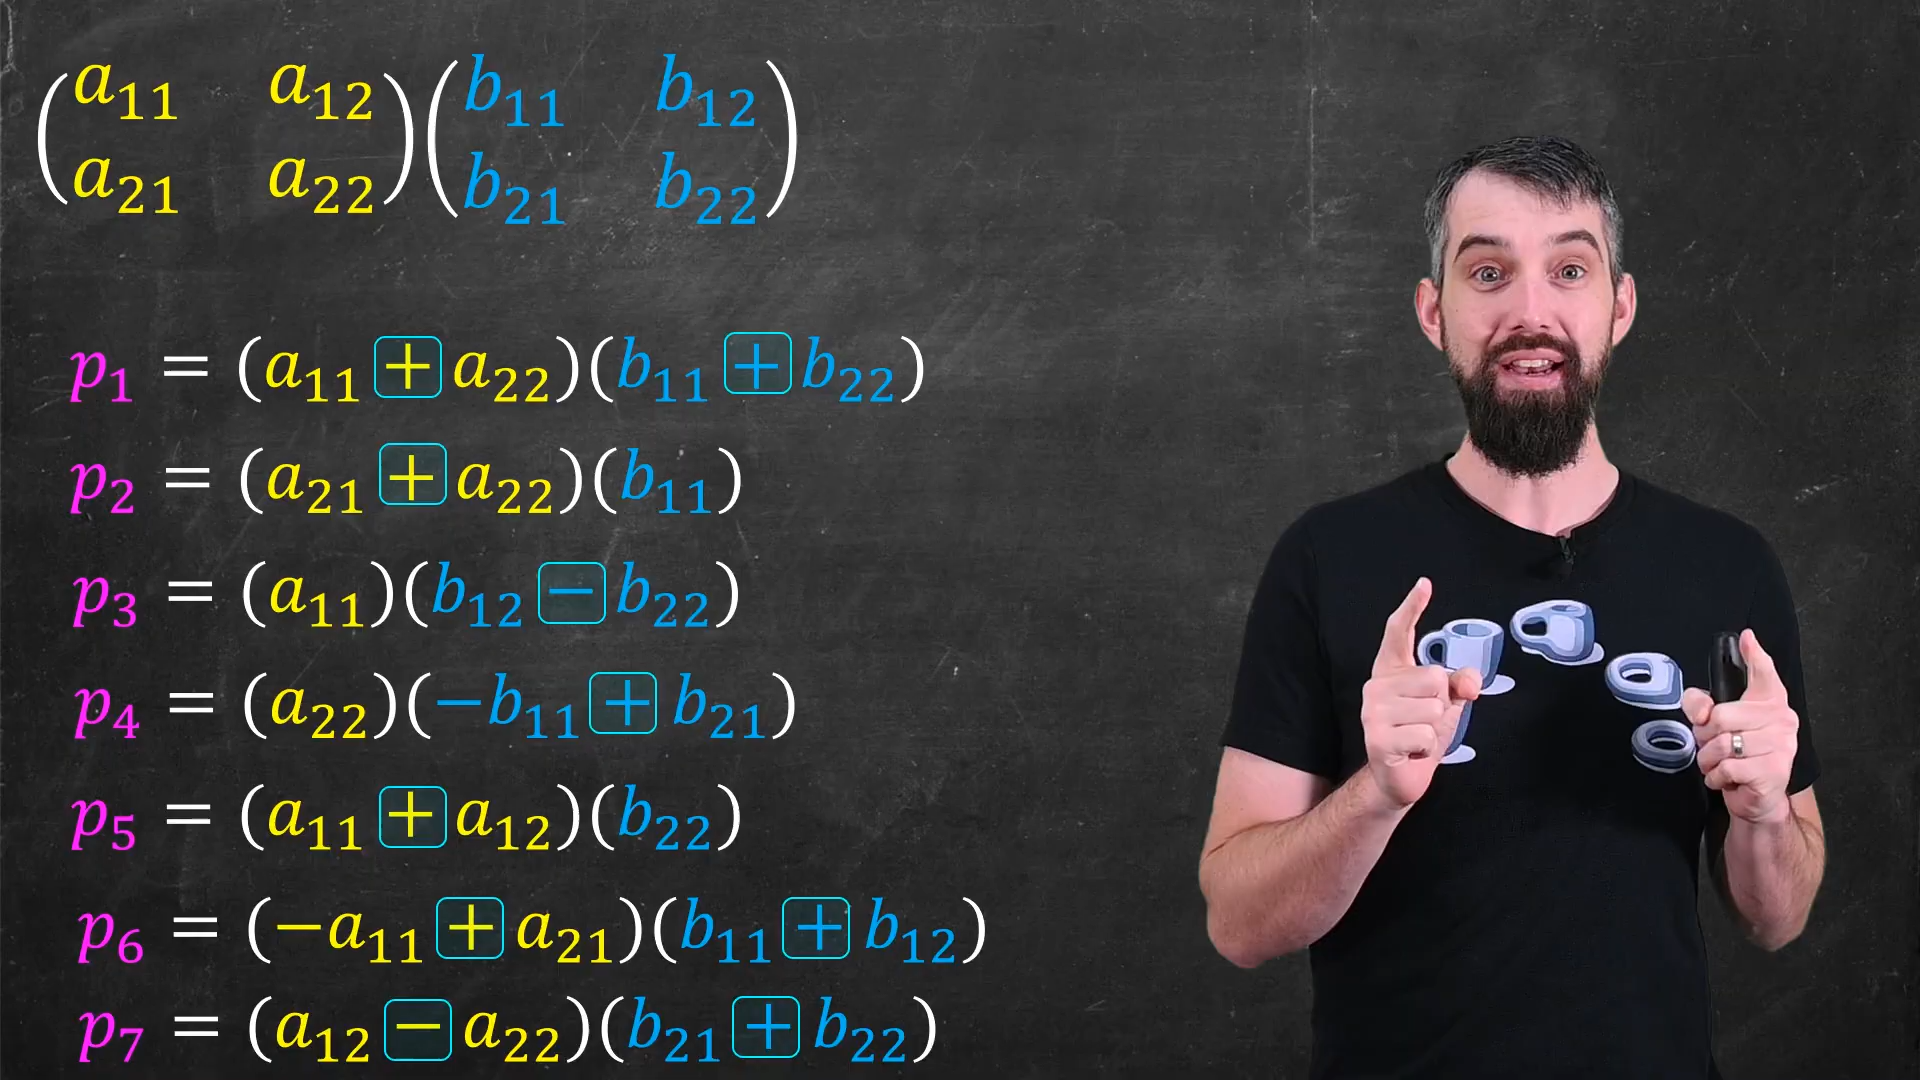 (a₁₁ a₁₂) (b₁₁ b₁₂)
(a₂₁ a₂₂) (b₂₁ b₂₂)
p₁ = (a₁₁ + a₂₂)(b₁₁ + b₂₂)
p₂ = (a₂₁ + a₂₂)(b₁₁)
p₃ = (a₁₁)(b₁₂ − b₂₂)
p₄ = (a₂₂)(−b₁₁ + b₂₁)
p₅ = (a₁₁ + a₁₂)(b₂₂)
p₆ = (−a₁₁ + a₂₁)(b₁₁ + b₁₂)
p₇ = (a₁₂ − a₂₂)(b₂₁ + b₂₂)